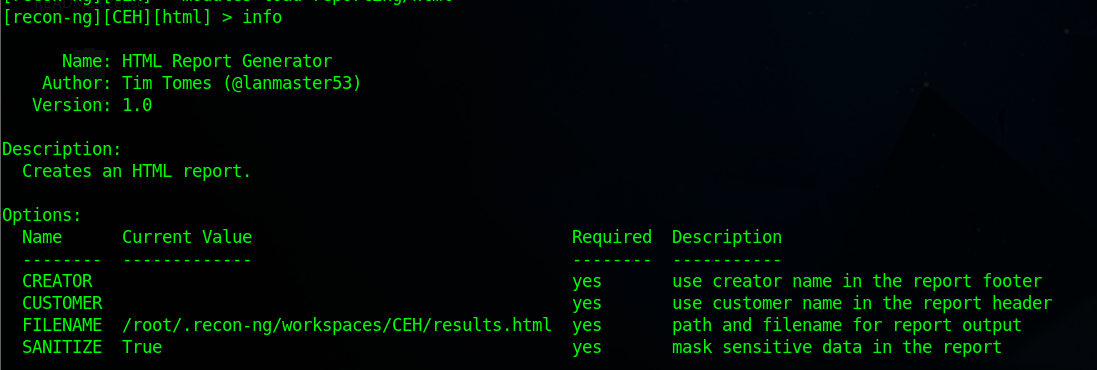 [recon-ng][CEH][html] > info
Name: HTML Report Generator
Author: Tim Tomes (@lanmaster53)
Version: 1.0
Description:
Creates an HTML report.
Options:
Name Current Value Required Description
-------- ------------- -------- -----------
CREATOR yes use creator name in the report footer
CUSTOMER yes use customer name in the report header
FILENAME /root/.recon-ng/workspaces/CEH/results.html yes path and filename for report output
SANITIZE True yes mask sensitive data in the report